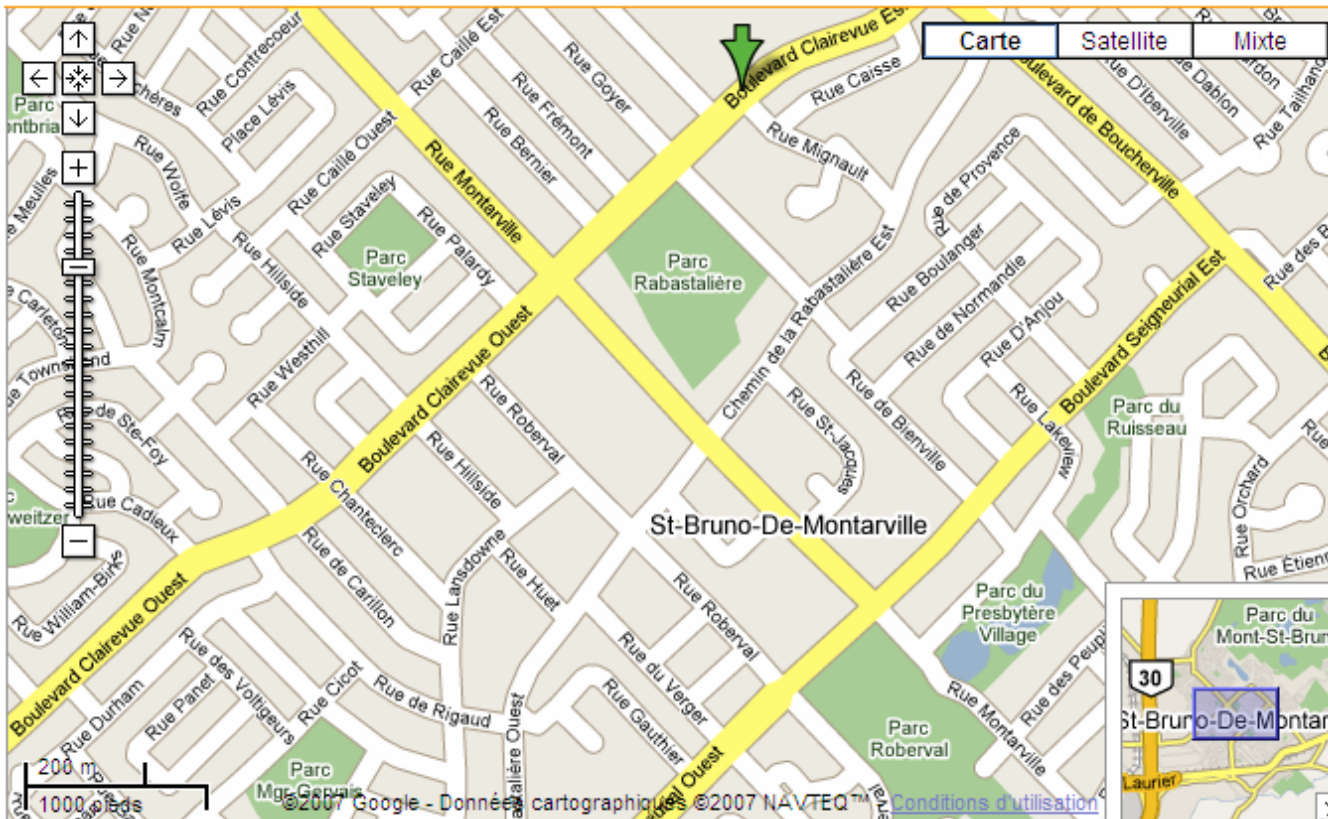 Carte
Satellite
Mixte
Rue Contrecoeur
Place Lévis
Rue Caillé Est
Rue Goyer
Rue Frémont
Rue Bernier
Boulevard Clairevue Est
Rue Caisse
Rue Mignault
Boulevard de Boucherville
Rue D'Iberville
Rue Dablon
Rue Wolfe
Rue Lévis
Rue Caillé Ouest
Rue Montarville
Rue Staveley
Rue Palardy
Parc
Staveley
Parc
Rabastalière
Rue de Provence
Rue Boulanger
Rue de Normandie
Rue D'Anjou
Chemin de la Rabastalière Est
Boulevard Seigneurial Est
Rue Montcalm
Rue Hillside
Rue Westhill
Boulevard Clairevue Ouest
Rue Roberval
Rue Hillside
Rue St-Jacques
Rue de Bienville
Rue Lakeview
Parc du
Ruisseau
Rue Orchard
Rue Cadieux
Rue Chanteclerc
St-Bruno-De-Montarville
Rue William-Birks
Boulevard Clairevue Ouest
Rue de Carillon
Rue Lansdowne
Rue Huet
Rue Roberval
Parc du
Presbytère
Village
Rue des Voltigeurs
Rue Durham
Rue Panet
Rue Cicot
Rue de Rigaud
Rue du Verger
Rue Gauthier
Parc
Roberval
Rue Montarville
Parc
Mgr-Gervais
Parc du
30
Laurier
200 m
1000 pieds
©2007 Google - Données cartographiques ©2007 NAVTEQ™ - Conditions d'utilisation